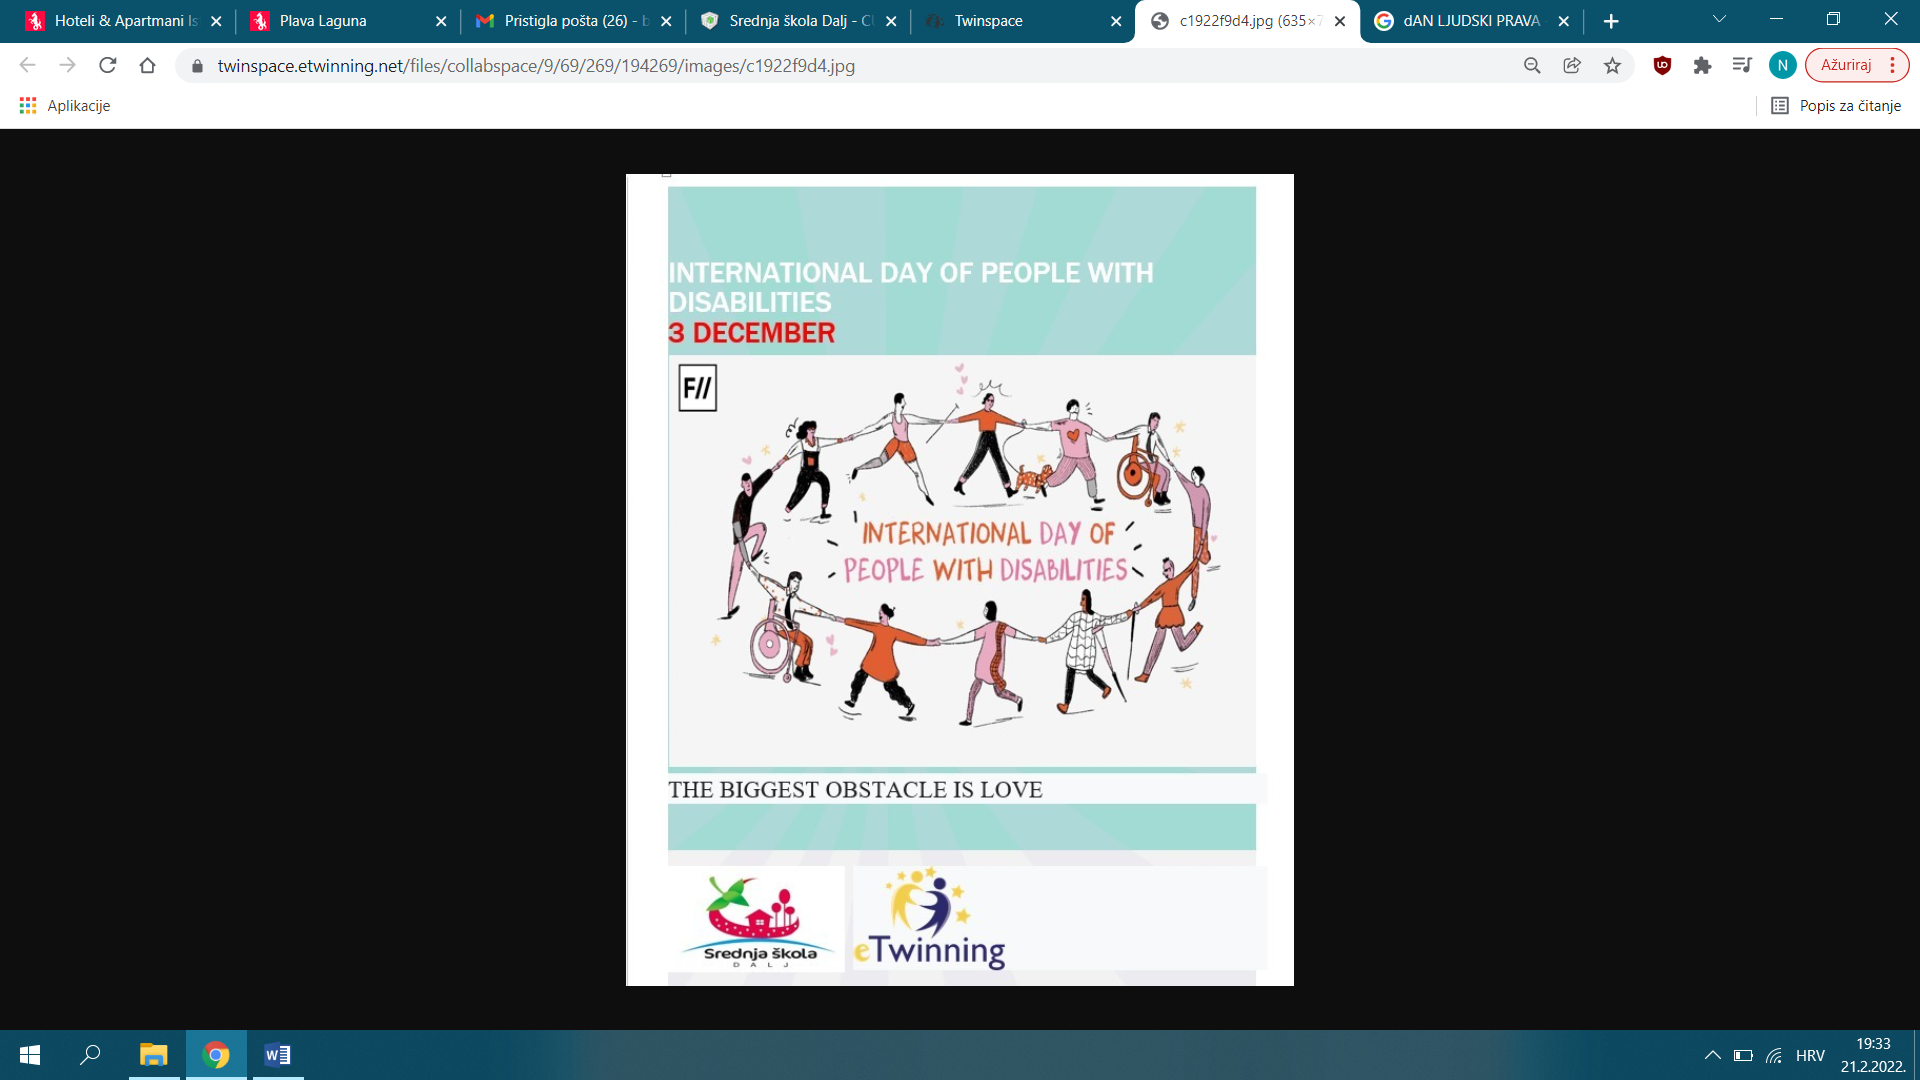 Hoteli & Apartmani Is
Plava Laguna
Pristigla pošta (26) - b
Srednja škola Dalj - C
Twinspace
c1922f9d4.jpg (635×7
dAN LJUDSKI PRAVA
twinspace.etwinning.net/files/collabspace/9/69/269/194269/images/c1922f9d4.jpg
N
Ažuriraj
Aplikacije
Popis za čitanje
INTERNATIONAL DAY OF PEOPLE WITH
DISABILITIES
3 DECEMBER
F//
INTERNATIONAL DAY OF
PEOPLE WITH DISABILITIES
THE BIGGEST OBSTACLE IS LOVE
Srednja škola
DALJ
eTwinning
HRV
19:33
21.2.2022.